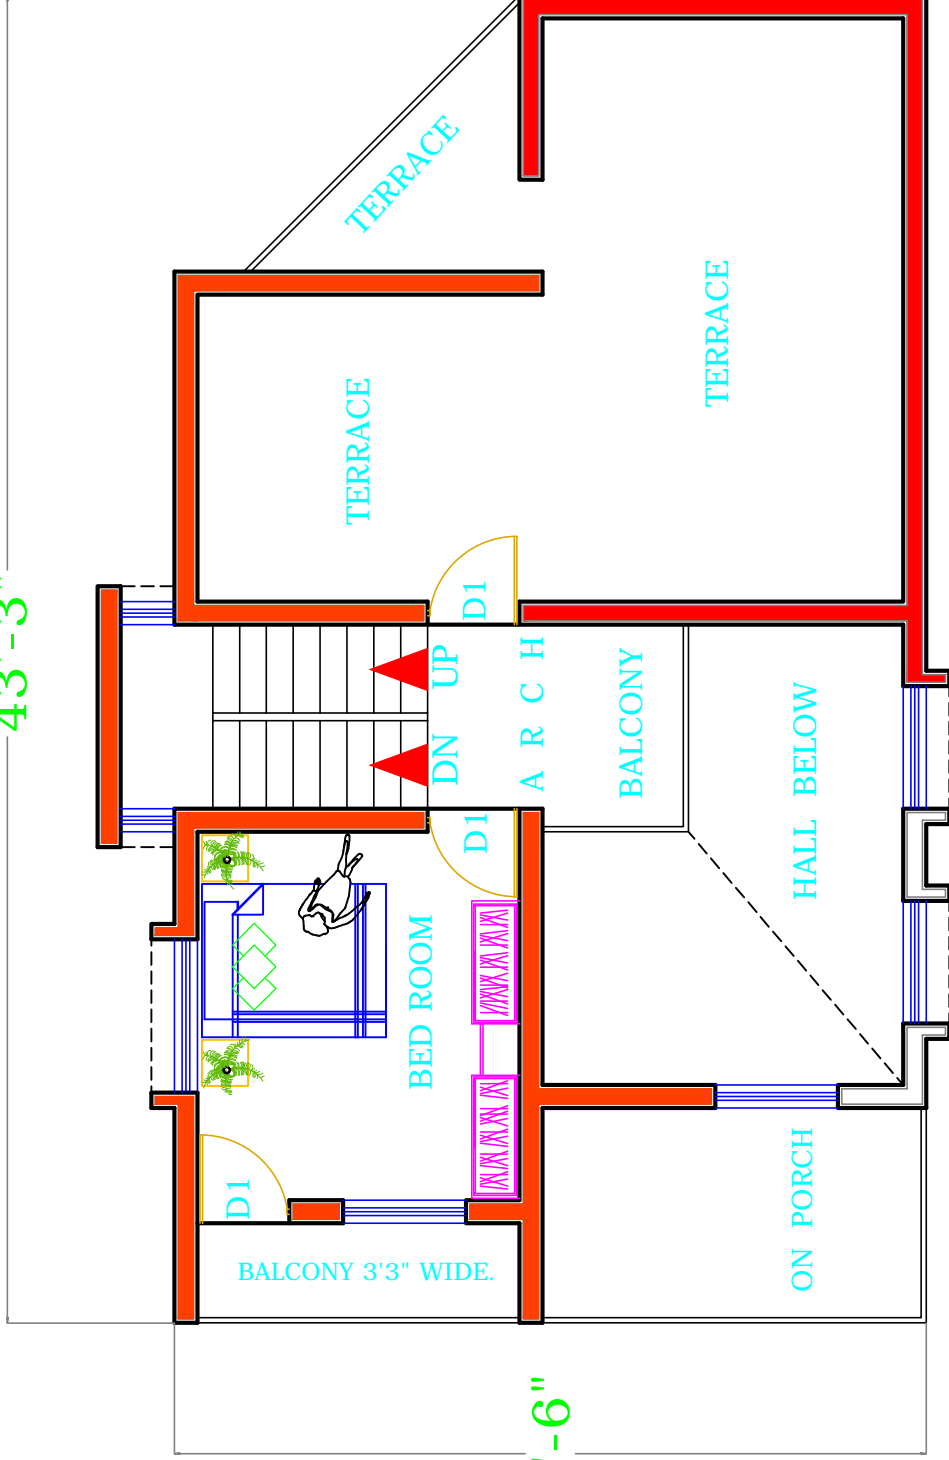 TERRACE
TERRACE
TERRACE
D1
UP
DN
ARCH
BALCONY
HALL BELOW
D1
BED ROOM
D1
BALCONY 3'3" WIDE.
ON PORCH
43'-3"
-6"